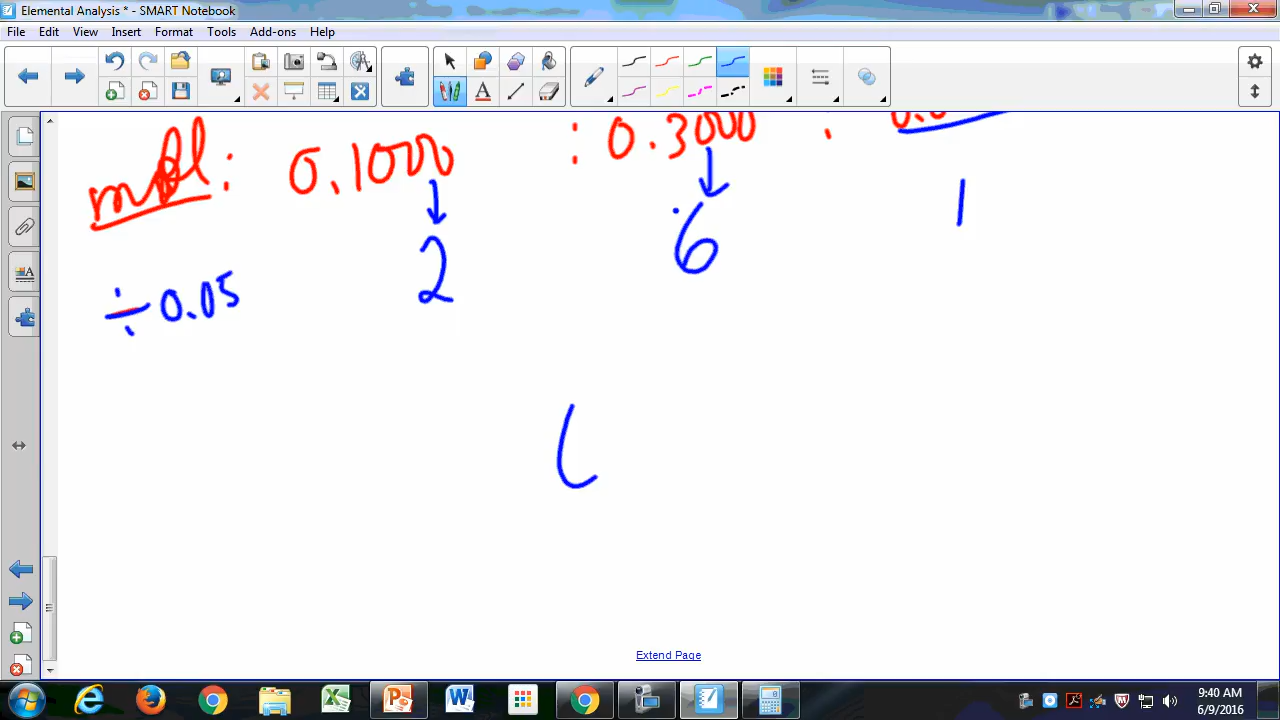 Elemental Analysis * - SMART Notebook
File Edit View Insert Format Tools Add-ons Help
mol: 0.1000 : 0.3000 :
÷ 0.05 2 6 1
(
Extend Page
9:40 AM
6/9/2016